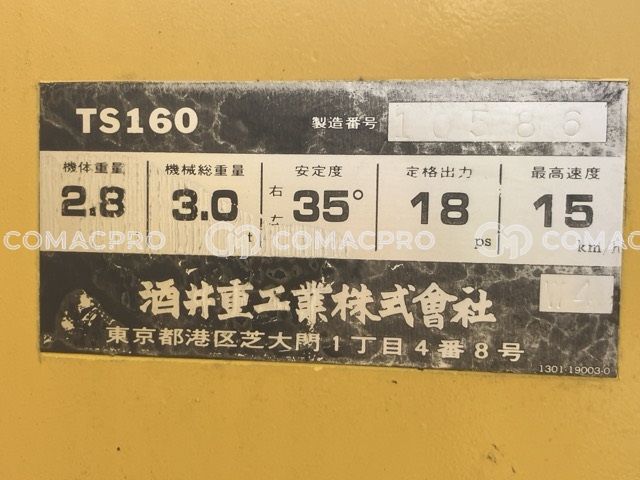 TS160 製造番号 10586
機体重量 機械総重量 安定度 定格出力 最高速度
2.8 3.0 t 右 左 35° 18 ps 15 km/H
COMACPRO COMACPRO COMACPRO COMACPRO
酒井重工業株式會社
東京都港区芝大門1丁目4番8号
1301-19003-0